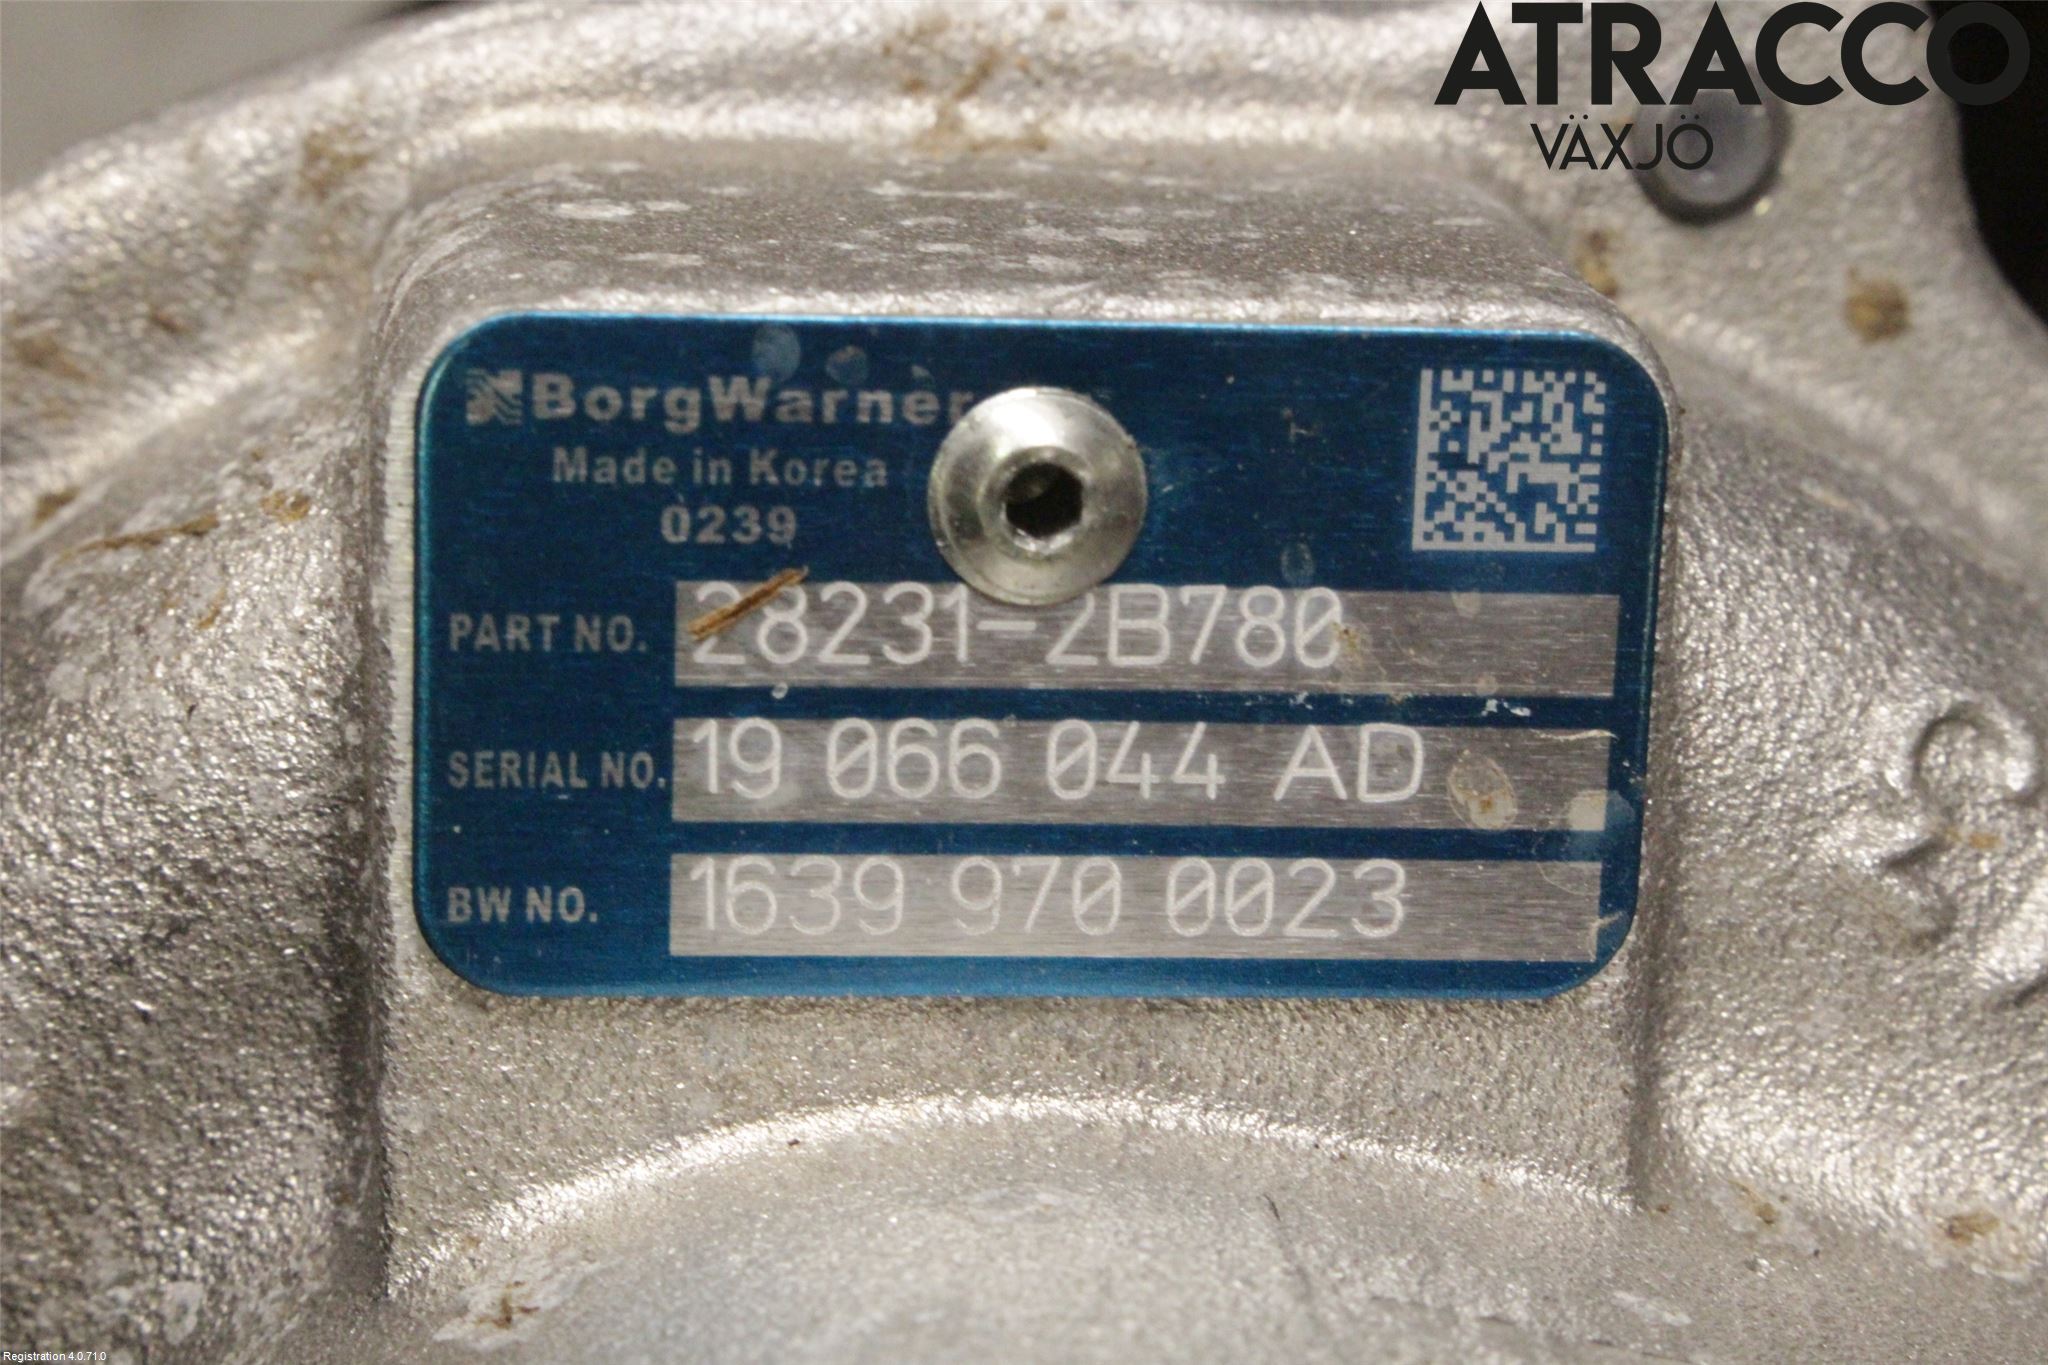 ATRACCO
VÄXJÖ
BorgWarner
Made in Korea
0239
PART NO. 28231-2B780
SERIAL NO. 19 066 044 AD
BW NO. 1639 970 0023
Registration 4.0.71.0